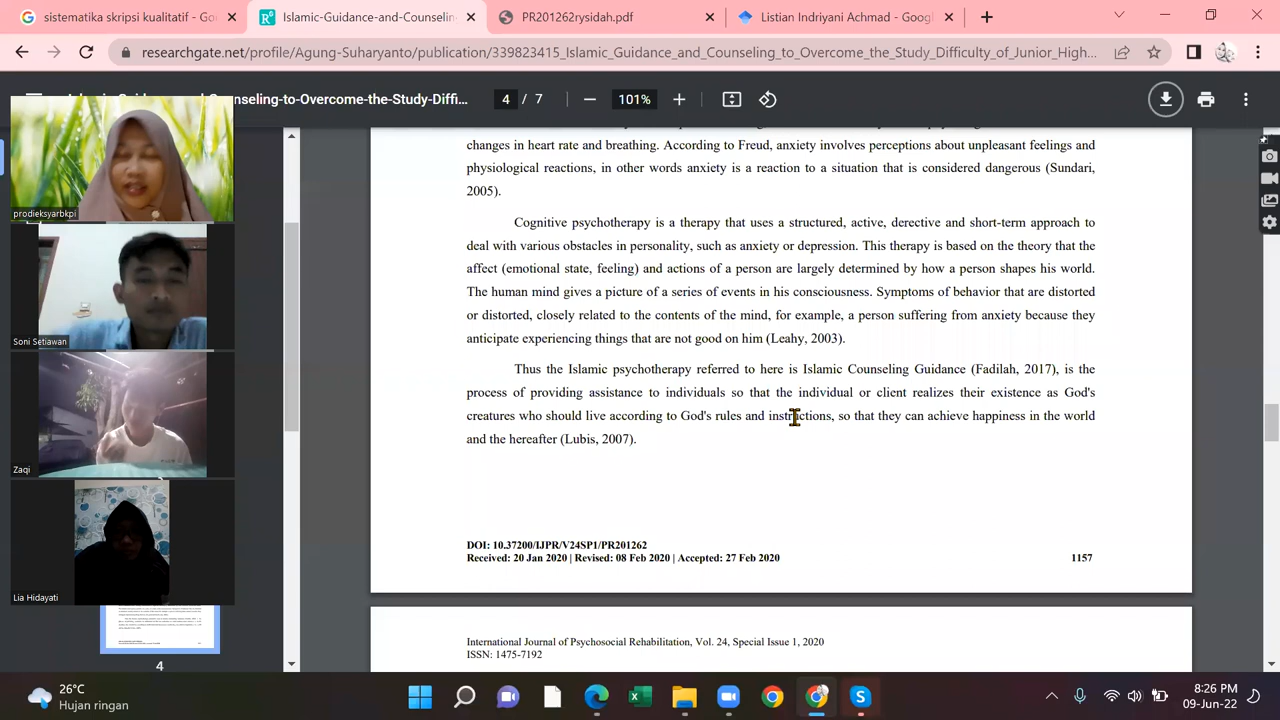 sistematika skripsi kualitatif - Go
Islamic-Guidance-and-Counselin
PR201262rysidah.pdf
Listian Indriyani Achmad - Googl
researchgate.net/profile/Agung-Suharyanto/publication/339823415_Islamic_Guidance_and_Counseling_to_Overcome_the_Study_Difficulty_of_Junior_High...
nseling-to-Overcome-the-Study-Diffi...
4 / 7
101%
prodieksyarbkpi
Soni Setiawan
Zaqi
Lia Hidayati
4
changes in heart rate and breathing. According to Freud, anxiety involves perceptions about unpleasant feelings and
physiological reactions, in other words anxiety is a reaction to a situation that is considered dangerous (Sundari,
2005).
Cognitive psychotherapy is a therapy that uses a structured, active, derective and short-term approach to
deal with various obstacles in personality, such as anxiety or depression. This therapy is based on the theory that the
affect (emotional state, feeling) and actions of a person are largely determined by how a person shapes his world.
The human mind gives a picture of a series of events in his consciousness. Symptoms of behavior that are distorted
or distorted, closely related to the contents of the mind, for example, a person suffering from anxiety because they
anticipate experiencing things that are not good on him (Leahy, 2003).
Thus the Islamic psychotherapy referred to here is Islamic Counseling Guidance (Fadilah, 2017), is the
process of providing assistance to individuals so that the individual or client realizes their existence as God's
creatures who should live according to God's rules and instructions, so that they can achieve happiness in the world
and the hereafter (Lubis, 2007).
DOI: 10.37200/IJPR/V24SP1/PR201262
Received: 20 Jan 2020 | Revised: 08 Feb 2020 | Accepted: 27 Feb 2020
1157
International Journal of Psychosocial Rehabilitation, Vol. 24, Special Issue 1, 2020
ISSN: 1475-7192
26°C
Hujan ringan
8:26 PM
09-Jun-22